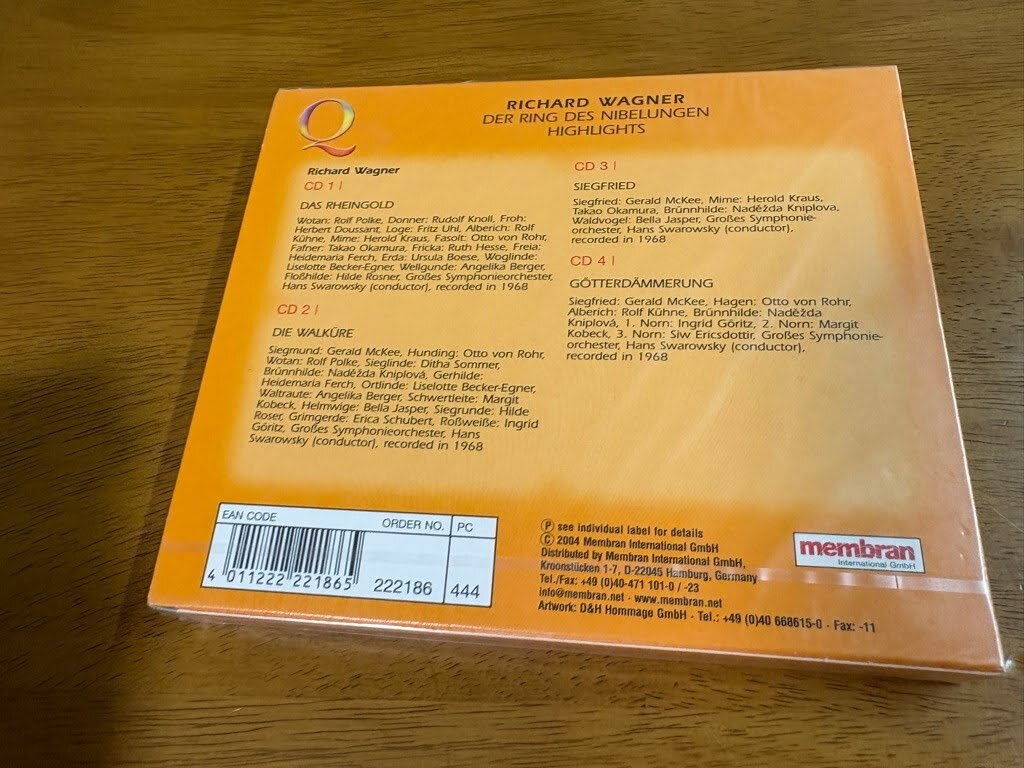 Q
RICHARD WAGNER
DER RING DES NIBELUNGEN
HIGHLIGHTS
Richard Wagner
CD 1 |
DAS RHEINGOLD
Wotan: Rolf Polke, Donner: Rudolf Knoll, Froh:
Herbert Doussant, Loge: Fritz Uhl, Alberich: Rolf
Kühne, Mime: Herold Kraus, Fasolt: Otto von Rohr,
Fafner: Takao Okamura, Fricka: Ruth Hesse, Freia:
Heidemaria Ferch, Erda: Ursula Boese, Woglinde:
Liselotte Becker-Egner, Wellgunde: Angelika Berger,
Floßhilde: Hilde Rosner, Großes Symphonieorchester,
Hans Swarowsky (conductor), recorded in 1968
CD 2 |
DIE WALKÜRE
Siegmund: Gerald McKee, Hunding: Otto von Rohr,
Wotan: Rolf Polke, Sieglinde: Ditha Sommer,
Brünnhilde: Naděžda Kniplová, Gerhilde:
Heidemaria Ferch, Ortlinde: Liselotte Becker-Egner,
Waltraute: Angelika Berger, Schwertleite: Margit
Kobeck, Helmwige: Bella Jasper, Siegrunde: Hilde
Roser, Grimgerde: Erica Schubert, Roßweiße: Ingrid
Göritz, Großes Symphonieorchester, Hans
Swarowsky (conductor), recorded in 1968
CD 3 |
SIEGFRIED
Siegfried: Gerald McKee, Mime: Herold Kraus,
Takao Okamura, Brünnhilde: Naděžda Kniplova,
Waldvogel: Bella Jasper, Großes Symphonie-
orchester, Hans Swarowsky (conductor),
recorded in 1968
CD 4 |
GÖTTERDÄMMERUNG
Siegfried: Gerald McKee, Hagen: Otto von Rohr,
Alberich: Rolf Kühne, Brünnhilde: Naděžda
Kniplová, 1. Norn: Ingrid Göritz, 2. Norn: Margit
Kobeck, 3. Norn: Siw Ericsdottir, Großes Symphonie-
orchester, Hans Swarowsky (conductor),
recorded in 1968
EAN CODE ORDER NO. PC
4 011222 221865 222186 444
Ⓟ see individual label for details
© 2004 Membran International GmbH
Distributed by Membran International GmbH,
Kroonstücken 1-7, D-22045 Hamburg, Germany
Tel./Fax: +49 (0)40-471 101-0 / -23
info@membran.net · www.membran.net
Artwork: D&H Hommage GmbH · Tel.: +49 (0)40 668615-0 · Fax: -11
membran
International GmbH